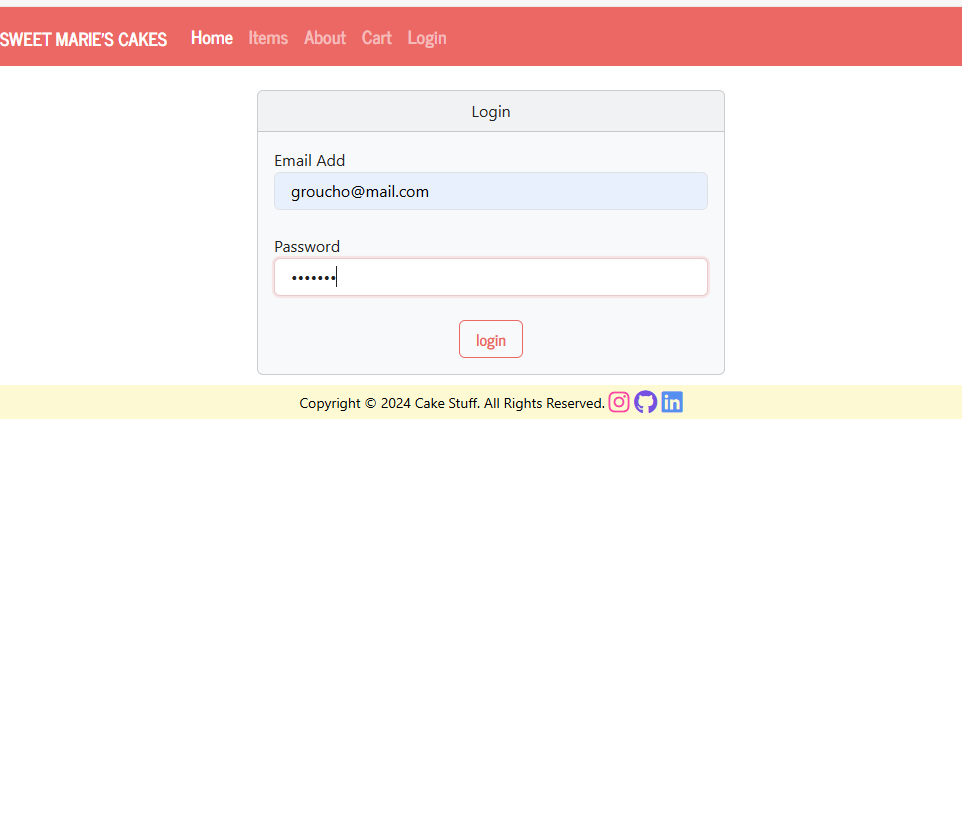 SWEET MARIE'S CAKES Home Items About Cart Login
Login
Email Add
groucho@mail.com
Password
•••••••
login
Copyright © 2024 Cake Stuff. All Rights Reserved.